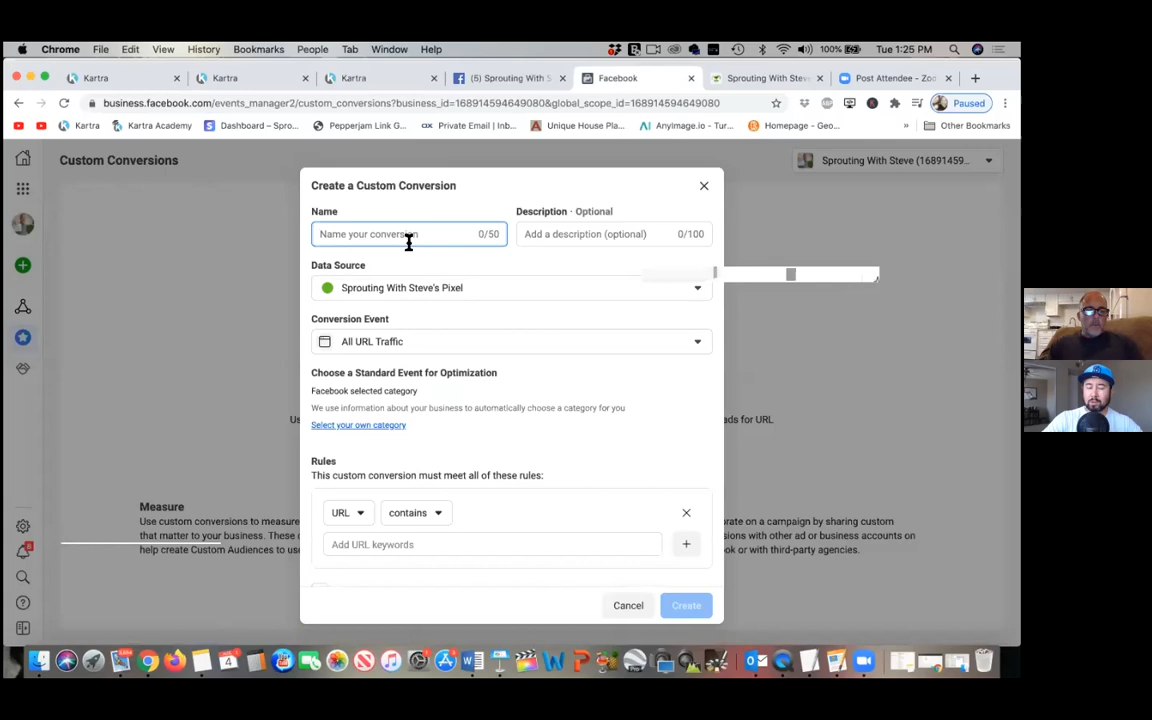 Chrome File Edit View History Bookmarks People Tab Window Help 100% Tue 1:25 PM
Kartra Kartra Kartra (5) Sprouting With S Facebook Sprouting With Steve Post Attendee - Zoo
business.facebook.com/events_manager2/custom_conversions?business_id=168914594649080&global_scope_id=168914594649080 Paused
Kartra Kartra Academy Dashboard – Spro... Pepperjam Link G... Private Email | Inb... Unique House Pla... AnyImage.io - Tur... Homepage - Geo... » Other Bookmarks
Custom Conversions
Sprouting With Steve (16891459...
Create a Custom Conversion
Name
Description · Optional
Name your conversion 0/50
Add a description (optional) 0/100
Data Source
Sprouting With Steve's Pixel
Conversion Event
All URL Traffic
Choose a Standard Event for Optimization
Facebook selected category
We use information about your business to automatically choose a category for you
Us
ads for URL
Select your own category
Rules
This custom conversion must meet all of these rules:
URL contains
Add URL keywords
Measure
Use custom conversions to measure
that matter to your business. These
help create Custom Audiences to use
orate on a campaign by sharing custom
sions with other ad or business accounts on
ok or with third-party agencies.
Cancel Create